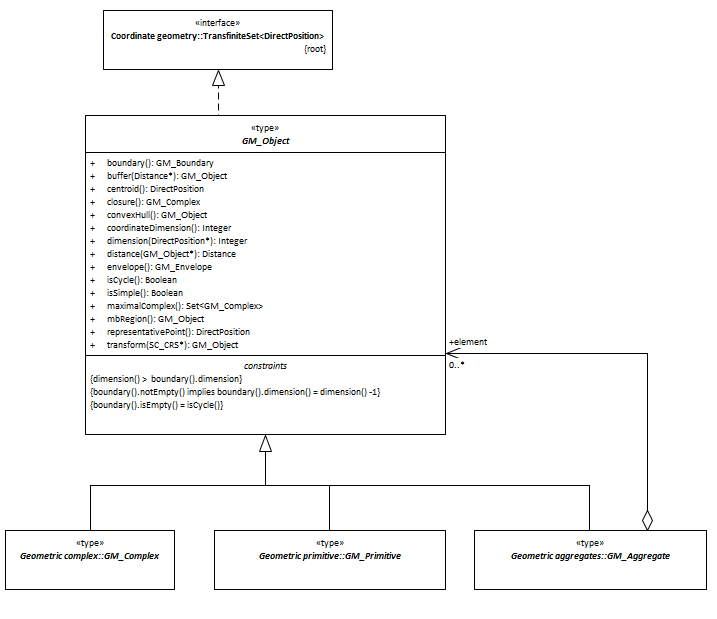 «interface»
Coordinate geometry::TransfiniteSet<DirectPosition>
{root}
«type»
GM_Object
+ boundary(): GM_Boundary
+ buffer(Distance*): GM_Object
+ centroid(): DirectPosition
+ closure(): GM_Complex
+ convexHull(): GM_Object
+ coordinateDimension(): Integer
+ dimension(DirectPosition*): Integer
+ distance(GM_Object*): Distance
+ envelope(): GM_Envelope
+ isCycle(): Boolean
+ isSimple(): Boolean
+ maximalComplex(): Set<GM_Complex>
+ mbRegion(): GM_Object
+ representativePoint(): DirectPosition
+ transform(SC_CRS*): GM_Object
constraints
{dimension() > boundary().dimension}
{boundary().notEmpty() implies boundary().dimension() = dimension() -1}
{boundary().isEmpty() = isCycle()}
+element
0..*
«type»
Geometric complex::GM_Complex
«type»
Geometric primitive::GM_Primitive
«type»
Geometric aggregates::GM_Aggregate